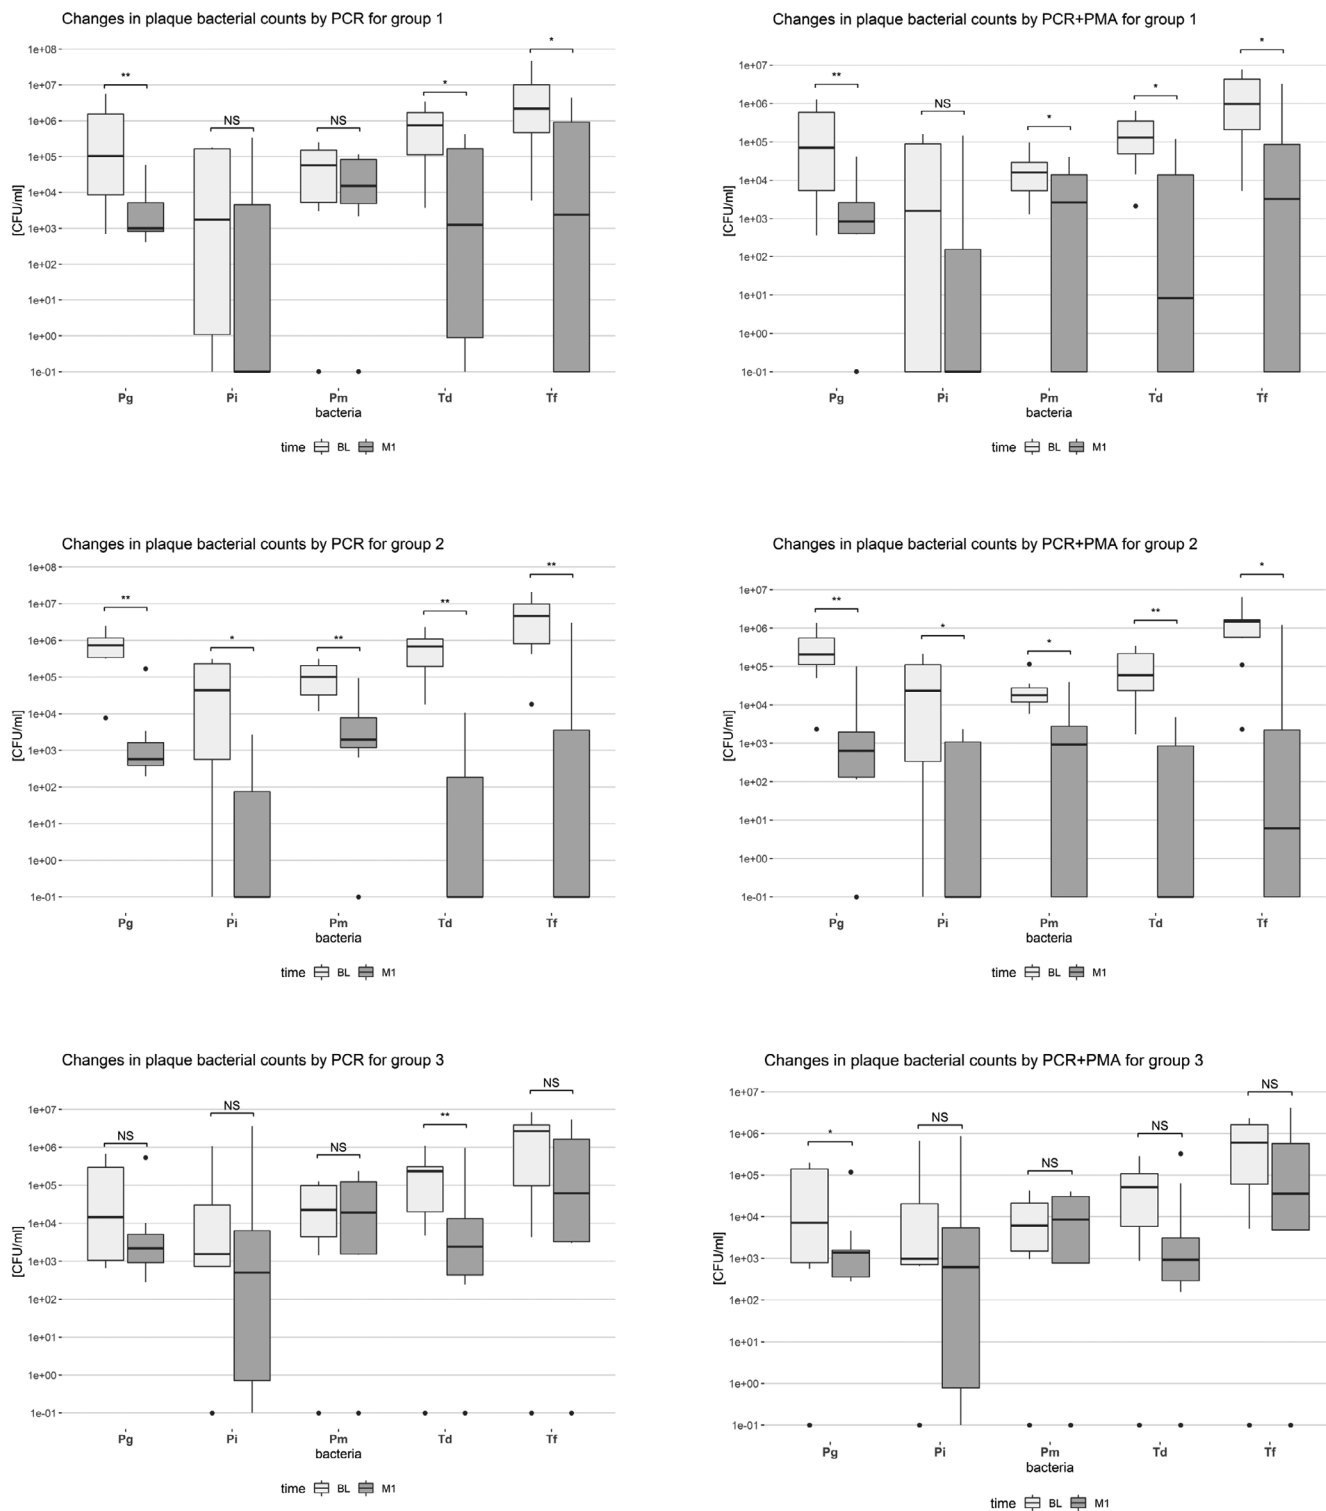 Changes in plaque bacterial counts by PCR for group 1
**
NS
NS
*
*
1e+08
1e+07
1e+06
1e+05
1e+04
1e+03
1e+02
1e+01
1e+00
1e-01
[CFU/ml]
Pg Pi Pm Td Tf
bacteria
time BL M1
Changes in plaque bacterial counts by PCR+PMA for group 1
**
NS
*
*
*
1e+07
1e+06
1e+05
1e+04
1e+03
1e+02
1e+01
1e+00
1e-01
[CFU/ml]
Pg Pi Pm Td Tf
bacteria
time BL M1
Changes in plaque bacterial counts by PCR for group 2
**
*
**
**
**
1e+08
1e+07
1e+06
1e+05
1e+04
1e+03
1e+02
1e+01
1e+00
1e-01
[CFU/ml]
Pg Pi Pm Td Tf
bacteria
time BL M1
Changes in plaque bacterial counts by PCR+PMA for group 2
**
*
*
**
*
1e+07
1e+06
1e+05
1e+04
1e+03
1e+02
1e+01
1e+00
1e-01
[CFU/ml]
Pg Pi Pm Td Tf
bacteria
time BL M1
Changes in plaque bacterial counts by PCR for group 3
NS
NS
NS
**
NS
1e+07
1e+06
1e+05
1e+04
1e+03
1e+02
1e+01
1e+00
1e-01
[CFU/ml]
Pg Pi Pm Td Tf
bacteria
time BL M1
Changes in plaque bacterial counts by PCR+PMA for group 3
*
NS
NS
NS
NS
1e+07
1e+06
1e+05
1e+04
1e+03
1e+02
1e+01
1e+00
1e-01
[CFU/ml]
Pg Pi Pm Td Tf
bacteria
time BL M1